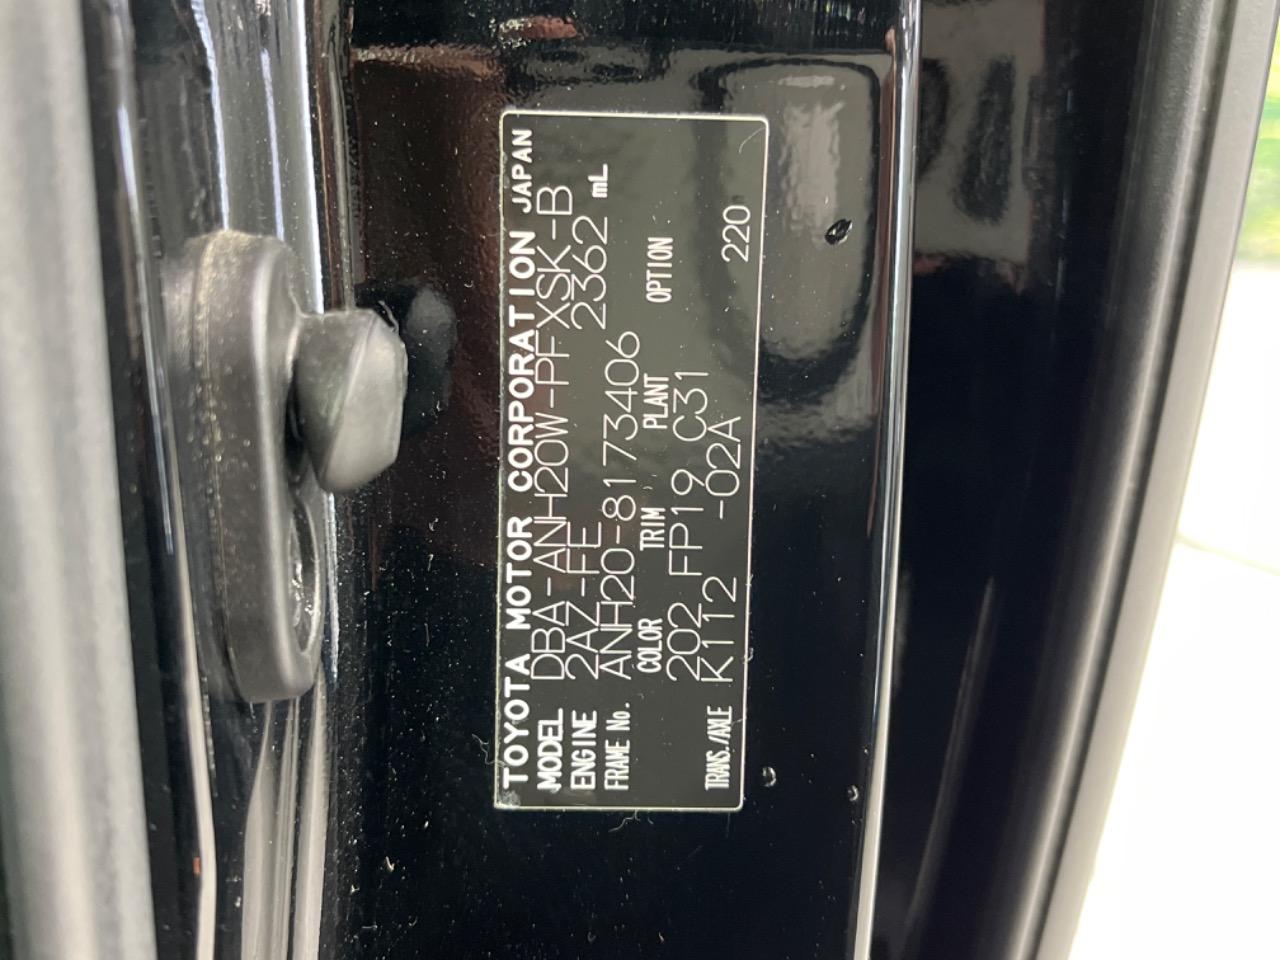 TOYOTA MOTOR CORPORATION JAPAN
MODEL DBA-ANH20W-PFXSK-B
ENGINE 2AZ-FE 2362 mL
FRAME No. ANH20-8173406
COLOR TRIM PLANT OPTION
202 FP19 C31
TRANS./AXLE K112 -02A 220